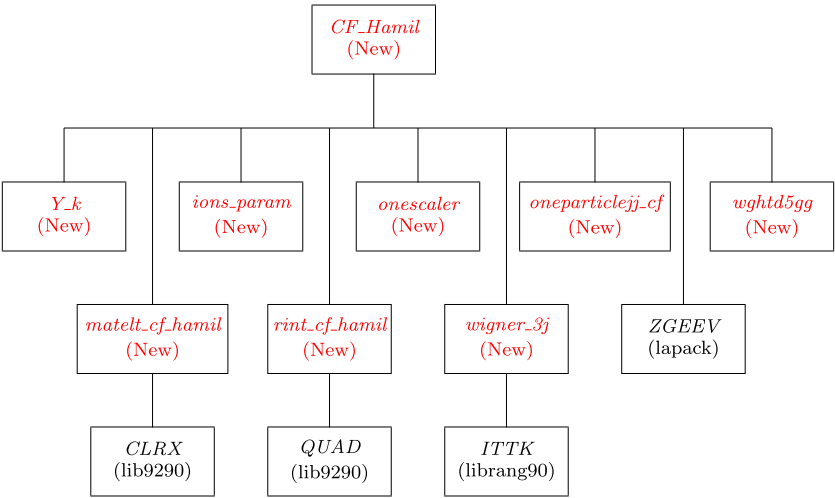 CF_Hamil
(New)
Y_k
(New)
ions_param
(New)
onescaler
(New)
oneparticlejj_cf
(New)
wghtd5gg
(New)
matelt_cf_hamil
(New)
rint_cf_hamil
(New)
wigner_3j
(New)
ZGEEV
(lapack)
CLRX
(lib9290)
QUAD
(lib9290)
ITTK
(librang90)